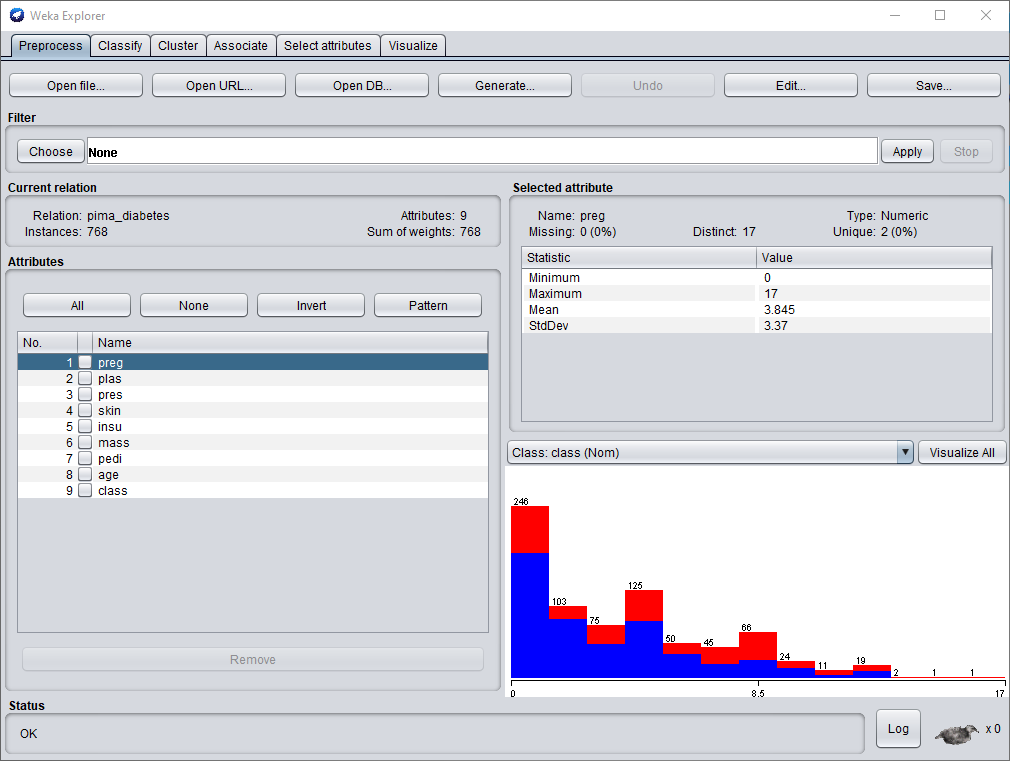 Weka Explorer
Preprocess Classify Cluster Associate Select attributes Visualize
Open file... Open URL... Open DB... Generate... Undo Edit... Save...
Filter
Choose None Apply Stop
Current relation
Relation: pima_diabetes Attributes: 9
Instances: 768 Sum of weights: 768
Attributes
All None Invert Pattern
No. Name
1 preg
2 plas
3 pres
4 skin
5 insu
6 mass
7 pedi
8 age
9 class
Remove
Selected attribute
Name: preg Type: Numeric
Missing: 0 (0%) Distinct: 17 Unique: 2 (0%)
Statistic Value
Minimum 0
Maximum 17
Mean 3.845
StdDev 3.37
Class: class (Nom) Visualize All
246
103
75
125
50
45
66
24
11
19
2
1
1
0 8.5 17
Status
OK Log x 0